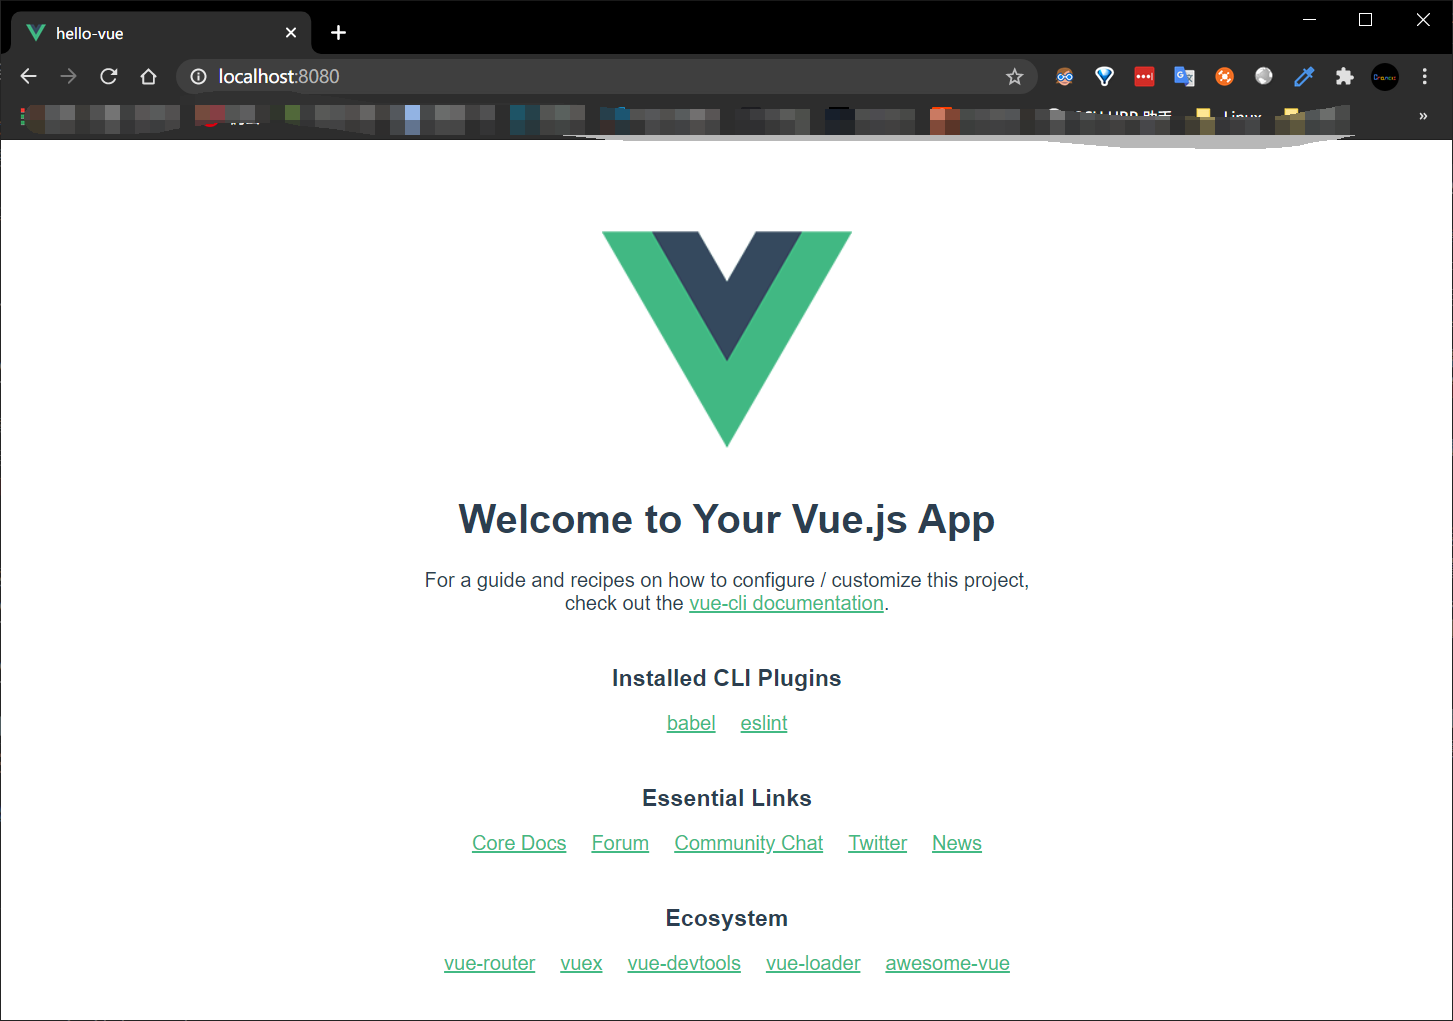 hello-vue
localhost:8080
Linux
Welcome to Your Vue.js App
For a guide and recipes on how to configure / customize this project,
check out the vue-cli documentation.
Installed CLI Plugins
babel eslint
Essential Links
Core Docs Forum Community Chat Twitter News
Ecosystem
vue-router vuex vue-devtools vue-loader awesome-vue